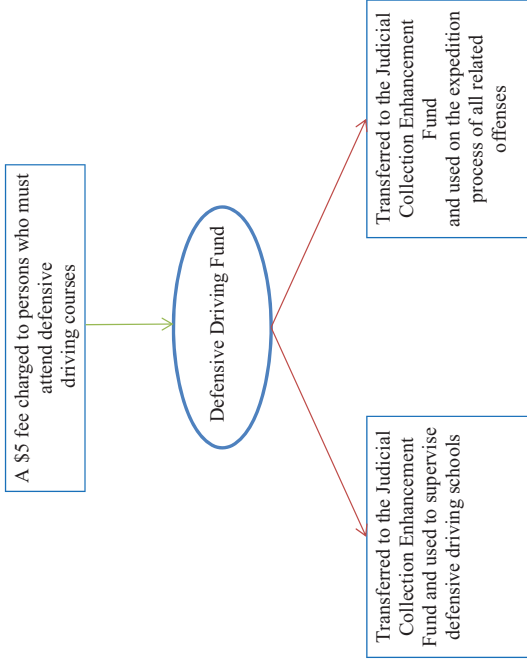 A $5 fee charged to persons who must
attend defensive
driving courses
Defensive Driving Fund
Transferred to the Judicial
Collection Enhancement
Fund and used to supervise
defensive driving schools
Transferred to the Judicial
Collection Enhancement
Fund
and used on the expedition
process of all related
offenses